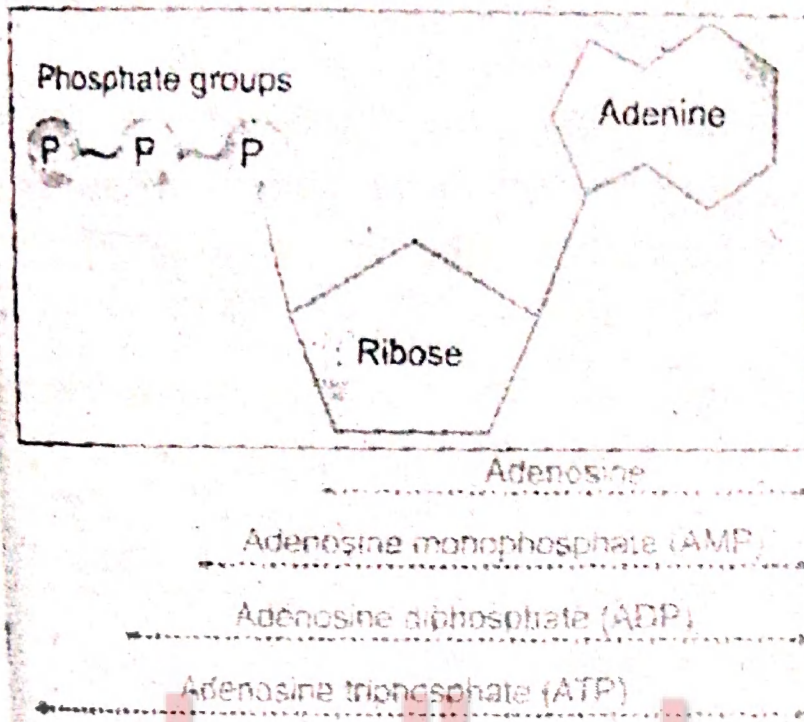 Phosphate groups
P ~ P ~ P
Adenine
Ribose
Adenosine
Adenosine monophosphate (AMP)
Adenosine diphosphate (ADP)
Adenosine triphosphate (ATP)